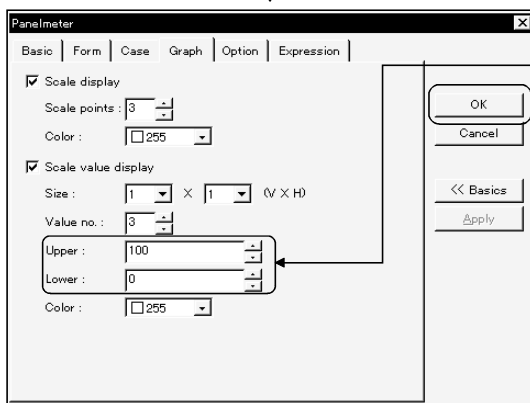 Panelmeter
Basic Form Case Graph Option Expression
Scale display
Scale points : 3
Color : 255
Scale value display
Size : 1 X 1 (V X H)
Value no. : 3
Upper : 100
Lower : 0
Color : 255
OK
Cancel
<< Basics
Apply